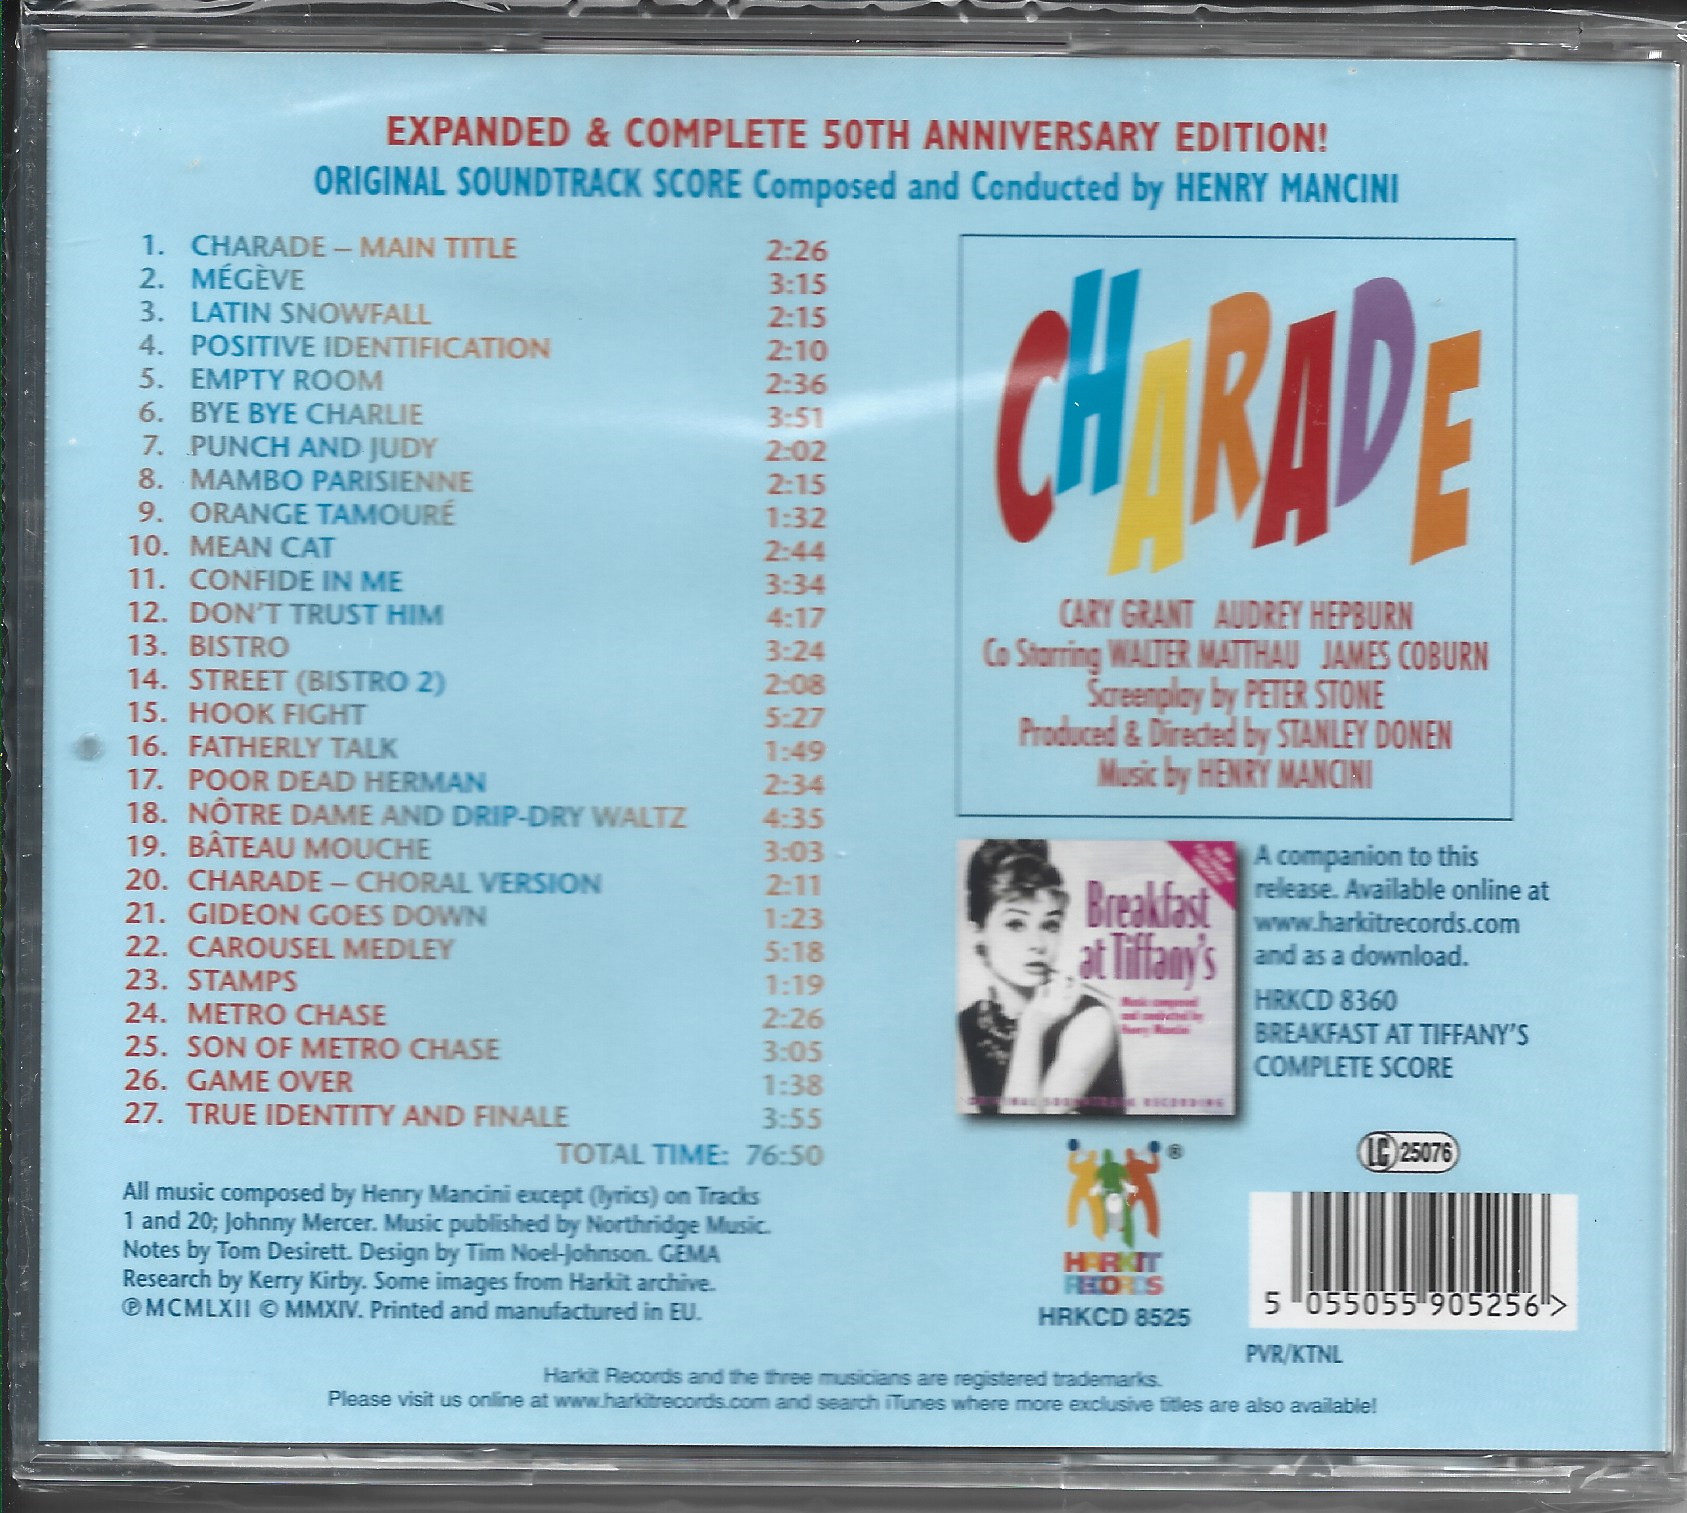 EXPANDED & COMPLETE 50TH ANNIVERSARY EDITION!
ORIGINAL SOUNDTRACK SCORE Composed and Conducted by HENRY MANCINI
1. CHARADE – MAIN TITLE 2:26
2. MÉGÈVE 3:15
3. LATIN SNOWFALL 2:15
4. POSITIVE IDENTIFICATION 2:10
5. EMPTY ROOM 2:36
6. BYE BYE CHARLIE 3:51
7. PUNCH AND JUDY 2:02
8. MAMBO PARISIENNE 2:15
9. ORANGE TAMOURÉ 1:32
10. MEAN CAT 2:44
11. CONFIDE IN ME 3:34
12. DON'T TRUST HIM 4:17
13. BISTRO 3:24
14. STREET (BISTRO 2) 2:08
15. HOOK FIGHT 5:27
16. FATHERLY TALK 1:49
17. POOR DEAD HERMAN 2:34
18. NÔTRE DAME AND DRIP-DRY WALTZ 4:35
19. BÂTEAU MOUCHE 3:03
20. CHARADE – CHORAL VERSION 2:11
21. GIDEON GOES DOWN 1:23
22. CAROUSEL MEDLEY 5:18
23. STAMPS 1:19
24. METRO CHASE 2:26
25. SON OF METRO CHASE 3:05
26. GAME OVER 1:38
27. TRUE IDENTITY AND FINALE 3:55
TOTAL TIME: 76:50
All music composed by Henry Mancini except (lyrics) on Tracks
1 and 20; Johnny Mercer. Music published by Northridge Music.
Notes by Tom Desirett. Design by Tim Noel-Johnson. GEMA
Research by Kerry Kirby. Some images from Harkit archive.
℗MCMLXII © MMXIV. Printed and manufactured in EU.
CHARADE
CARY GRANT AUDREY HEPBURN
Co Starring WALTER MATTHAU JAMES COBURN
Screenplay by PETER STONE
Produced & Directed by STANLEY DONEN
Music by HENRY MANCINI
Breakfast
at Tiffany's
Music composed
and conducted by
Henry Mancini
ORIGINAL SOUNDTRACK RECORDING
A companion to this
release. Available online at
www.harkitrecords.com
and as a download.
HRKCD 8360
BREAKFAST AT TIFFANY'S
COMPLETE SCORE
®
HARKIT
RECORDS
HRKCD 8525
LC 25076
5 055055 905256 >
PVR/KTNL
Harkit Records and the three musicians are registered trademarks.
Please visit us online at www.harkitrecords.com and search iTunes where more exclusive titles are also available!